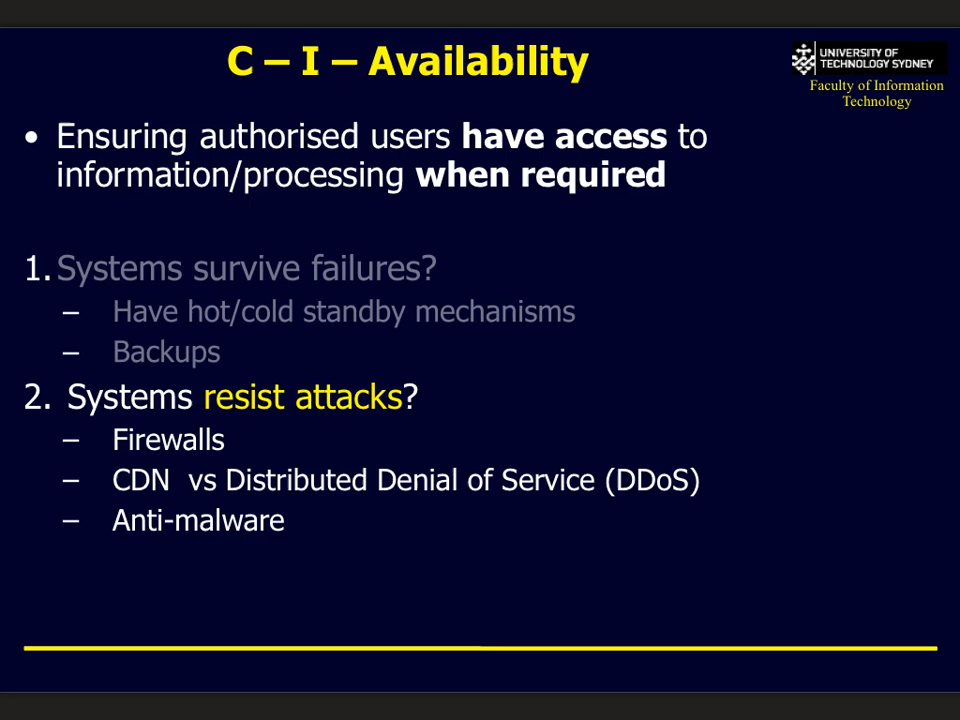 C – I – Availability
UNIVERSITY OF
TECHNOLOGY SYDNEY
Faculty of Information
Technology
• Ensuring authorised users have access to
information/processing when required
1. Systems survive failures?
– Have hot/cold standby mechanisms
– Backups
2. Systems resist attacks?
– Firewalls
– CDN vs Distributed Denial of Service (DDoS)
– Anti-malware